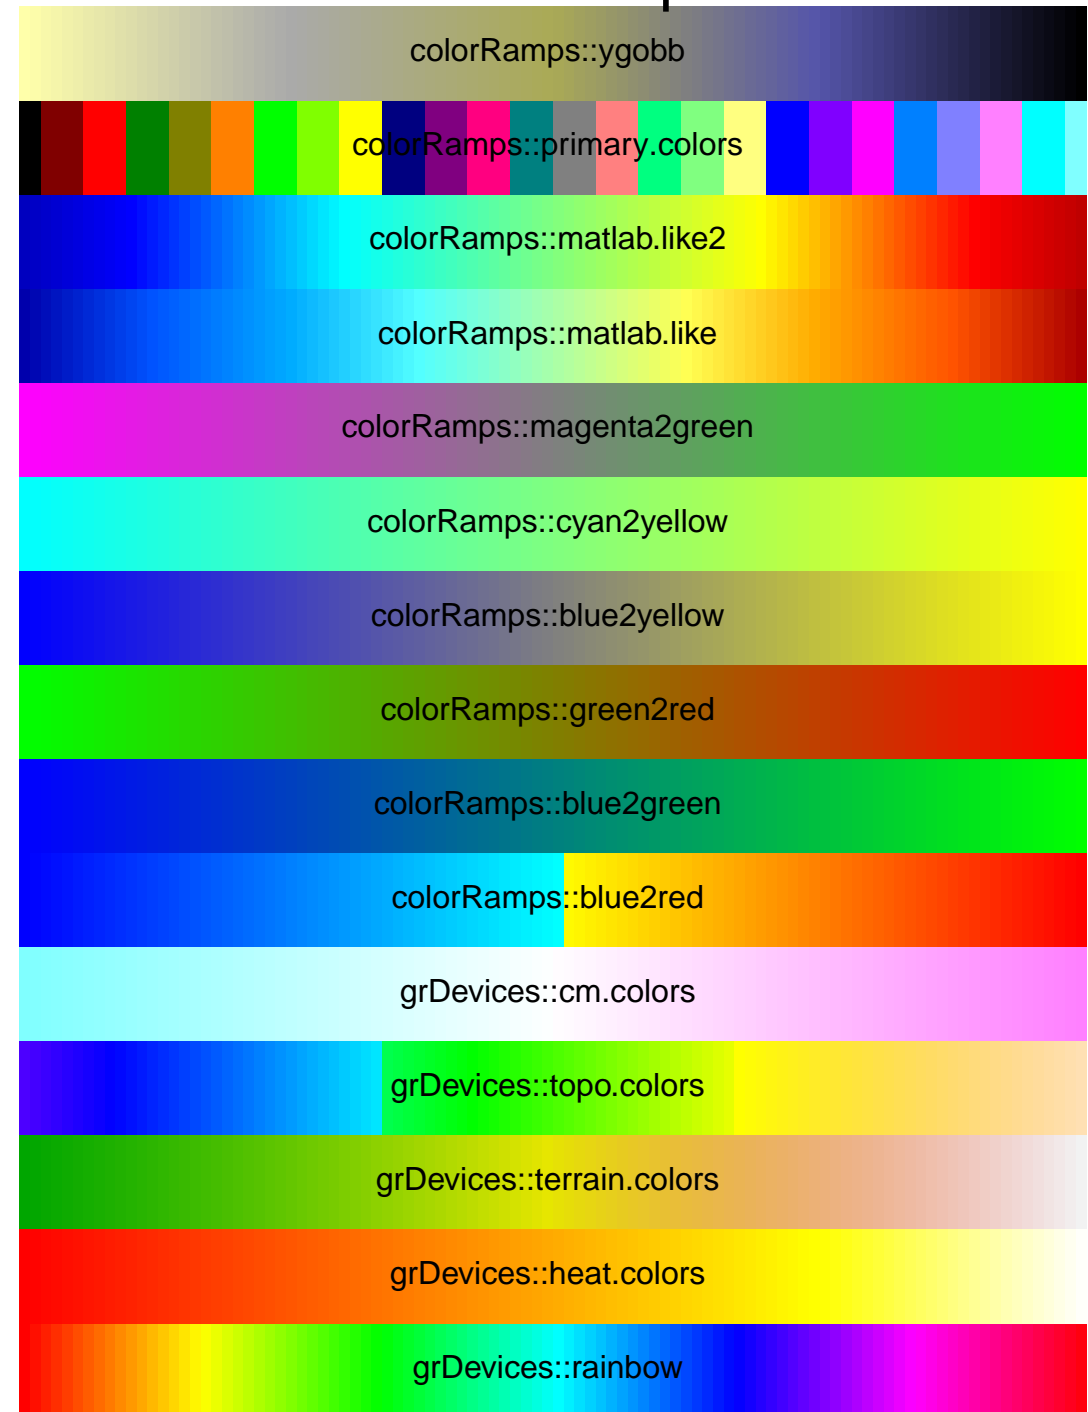 colorRamps::ygobb
colorRamps::primary.colors
colorRamps::matlab.like2
colorRamps::matlab.like
colorRamps::magenta2green
colorRamps::cyan2yellow
colorRamps::blue2yellow
colorRamps::green2red
colorRamps::blue2green
colorRamps::blue2red
grDevices::cm.colors
grDevices::topo.colors
grDevices::terrain.colors
grDevices::heat.colors
grDevices::rainbow